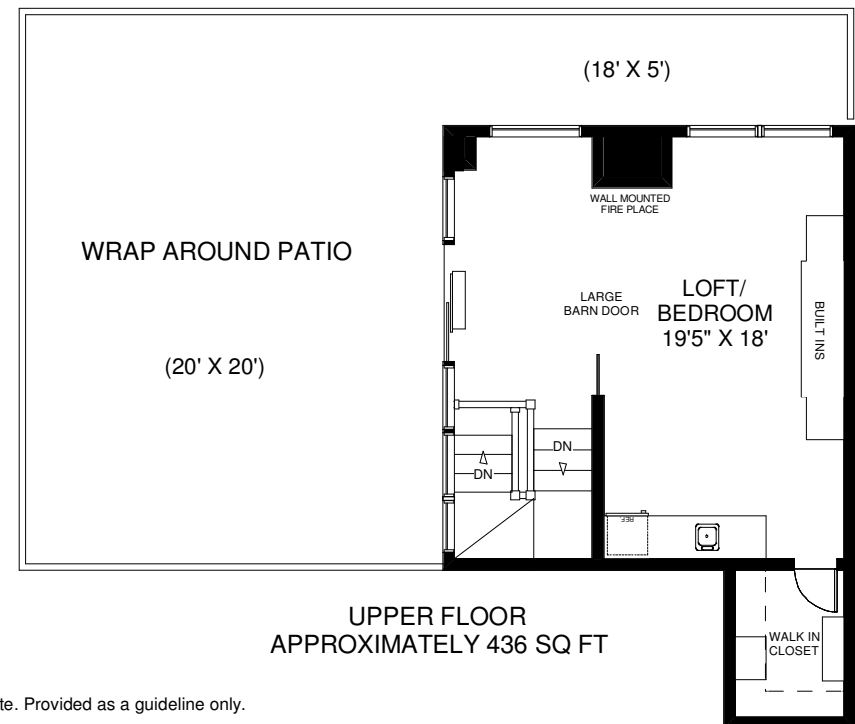 (18' X 5')
WALL MOUNTED
FIRE PLACE
WRAP AROUND PATIO
(20' X 20')
LARGE
BARN DOOR
LOFT/
BEDROOM
19'5" X 18'
BUILT INS
DN
DN
REF.
WALK IN
CLOSET
UPPER FLOOR
APPROXIMATELY 436 SQ FT
te. Provided as a guideline only.